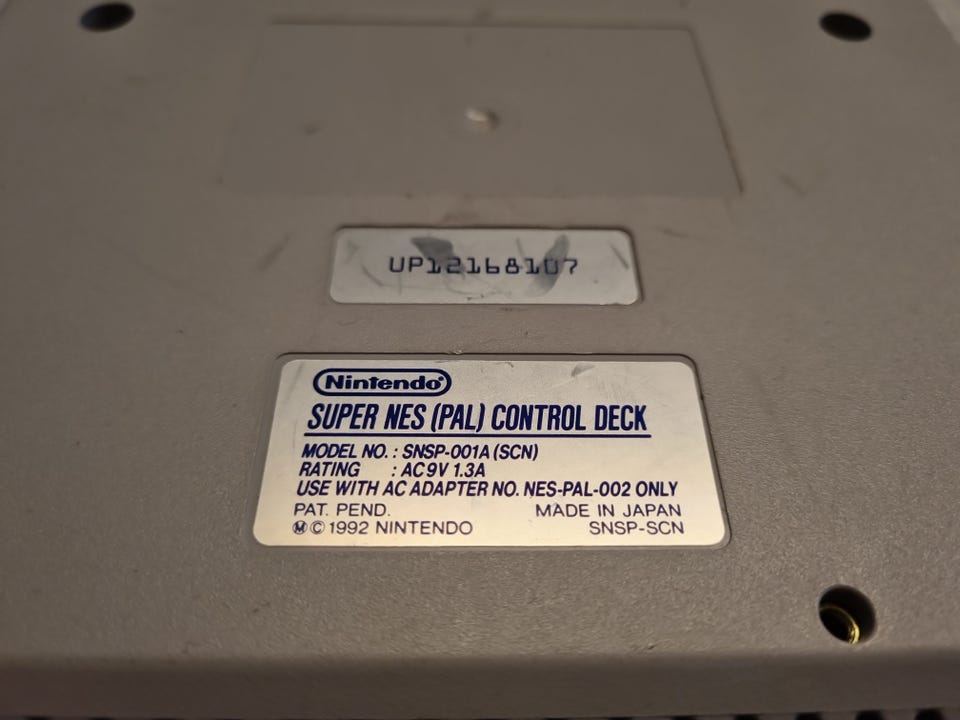 UP12168107
Nintendo®
SUPER NES (PAL) CONTROL DECK
MODEL NO. : SNSP-001A (SCN)
RATING : AC 9V 1.3A
USE WITH AC ADAPTER NO. NES-PAL-002 ONLY
PAT. PEND. MADE IN JAPAN
Ⓜ © 1992 NINTENDO SNSP-SCN